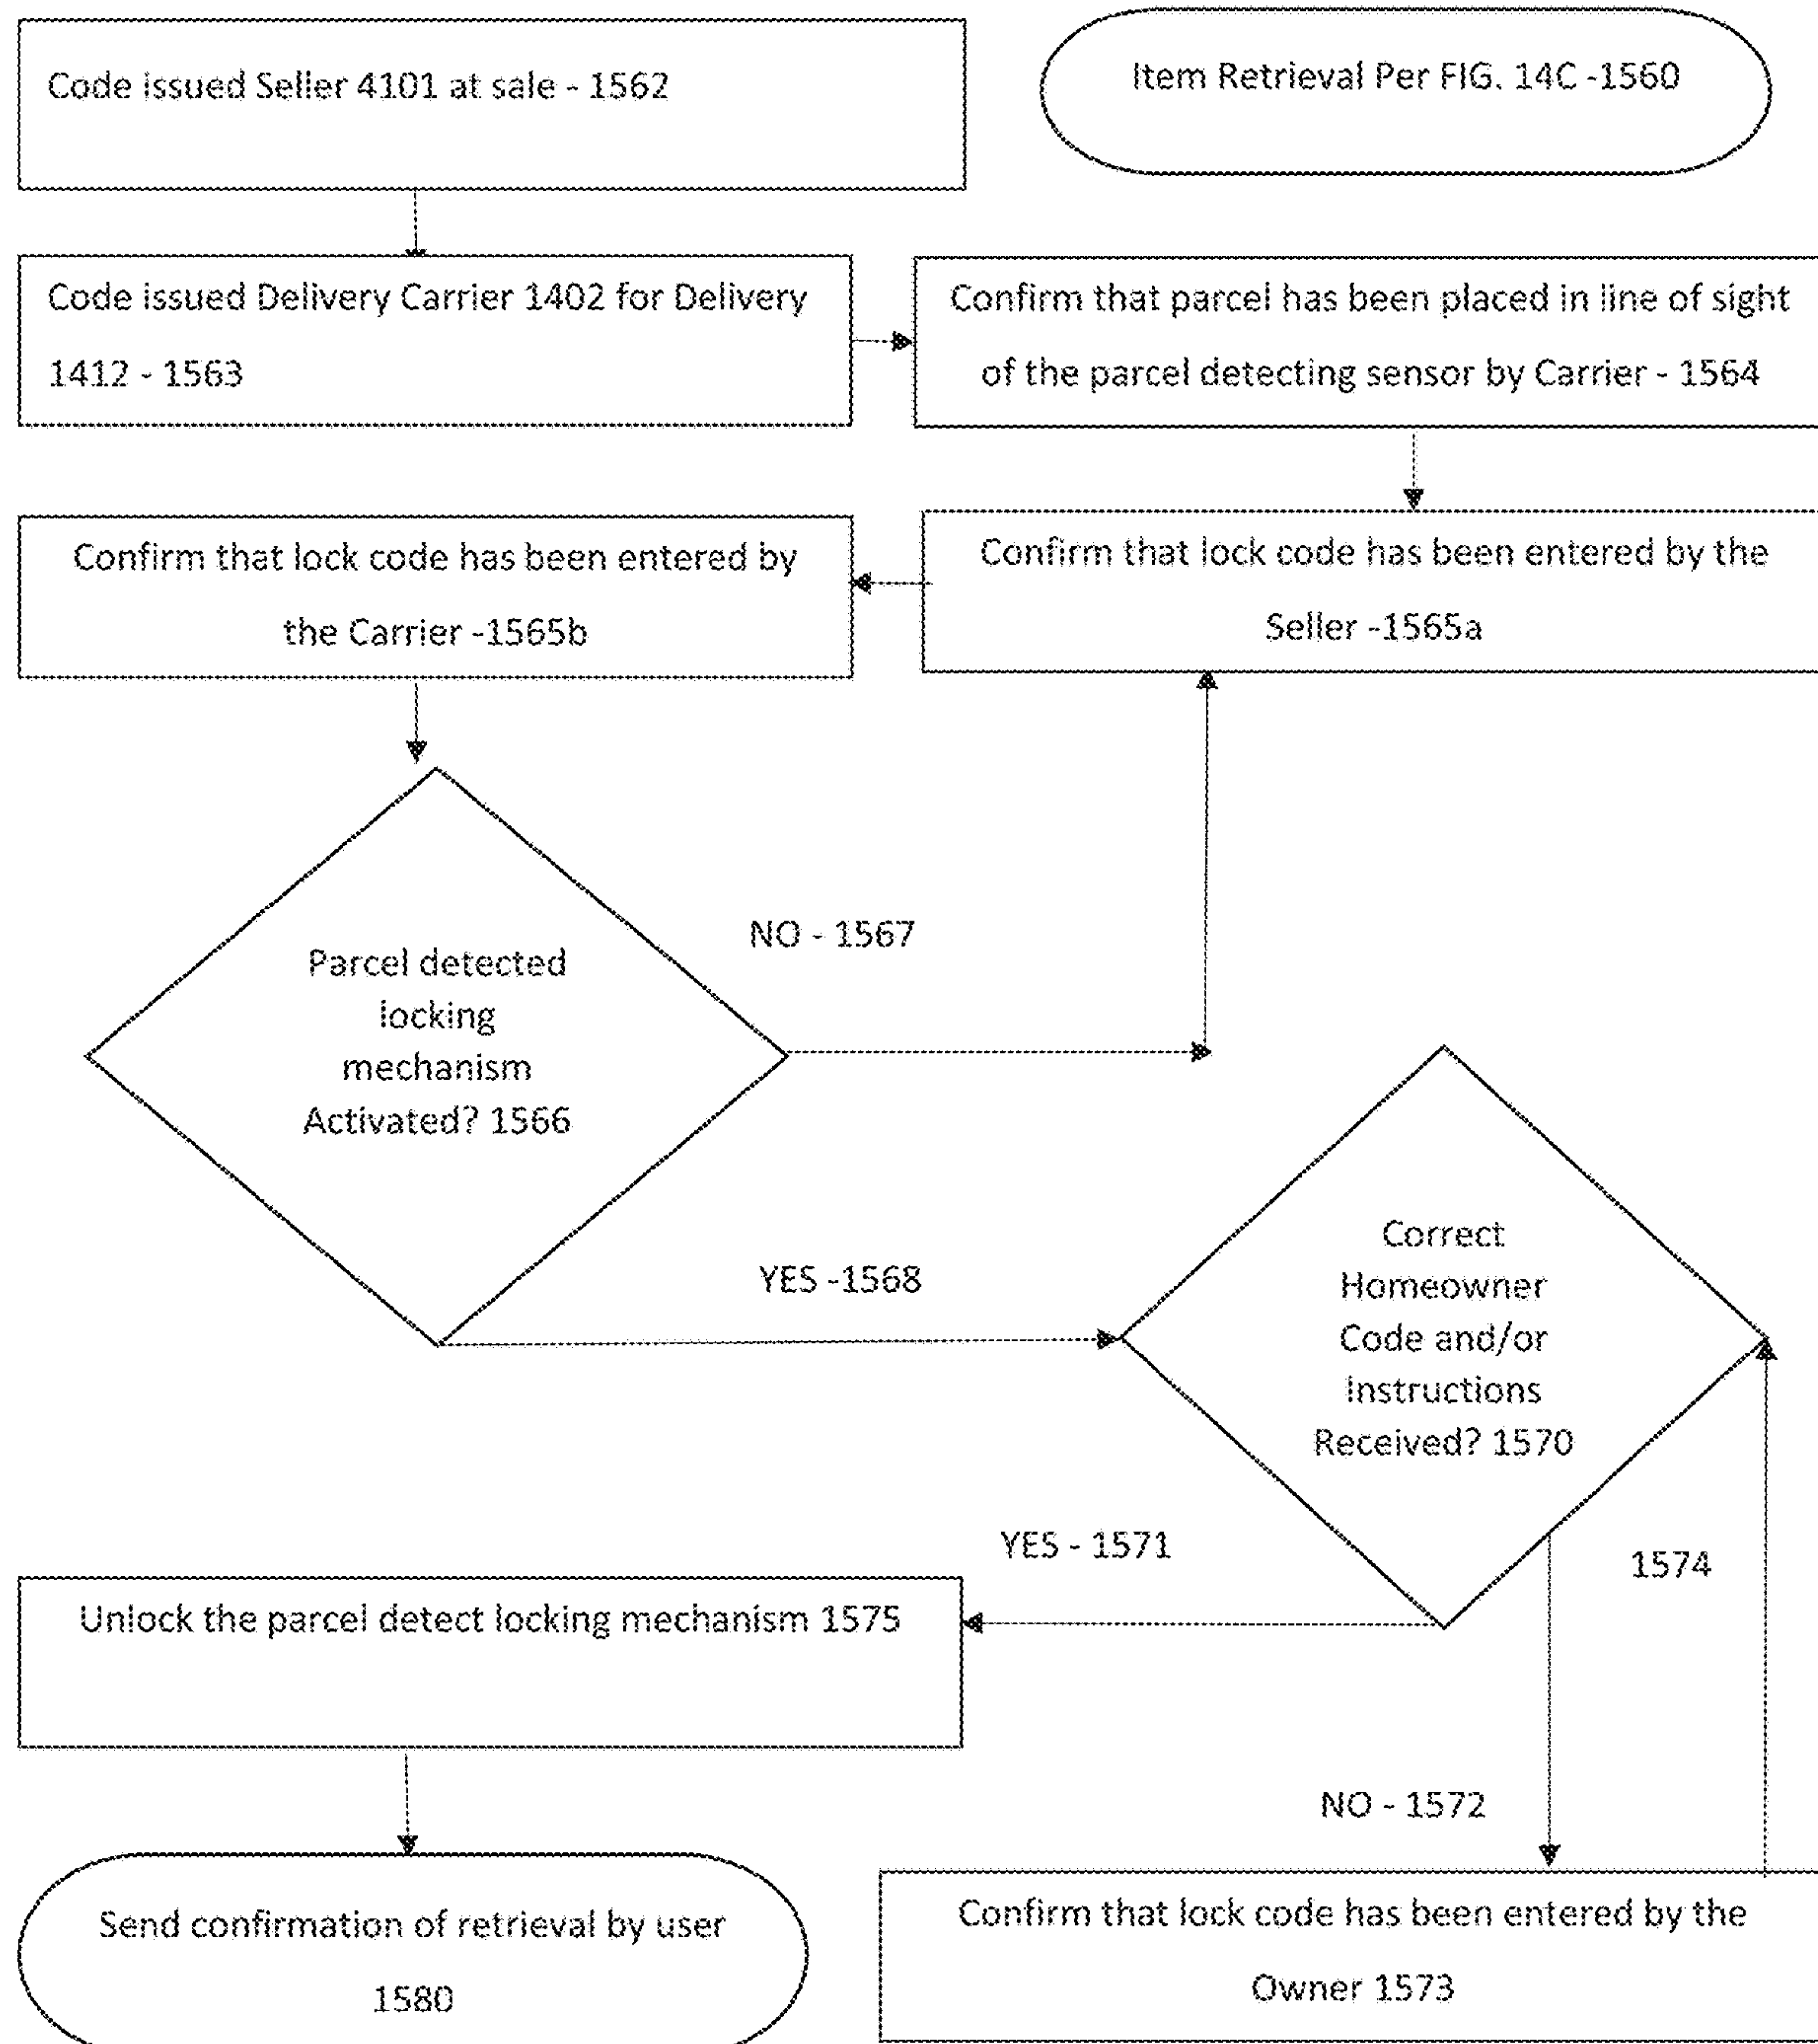 Code issued Seller 4101 at sale - 1562
Item Retrieval Per FIG. 14C -1560
Code issued Delivery Carrier 1402 for Delivery
1412 - 1563
Confirm that parcel has been placed in line of sight
of the parcel detecting sensor by Carrier - 1564
Confirm that lock code has been entered by
the Carrier -1565b
Confirm that lock code has been entered by the
Seller -1565a
NO - 1567
Parcel detected
locking
mechanism
Activated? 1566
YES -1568
Correct
Homeowner
Code and/or
Instructions
Received? 1570
YES - 1571
1574
Unlock the parcel detect locking mechanism 1575
NO - 1572
Send confirmation of retrieval by user
1580
Confirm that lock code has been entered by the
Owner 1573